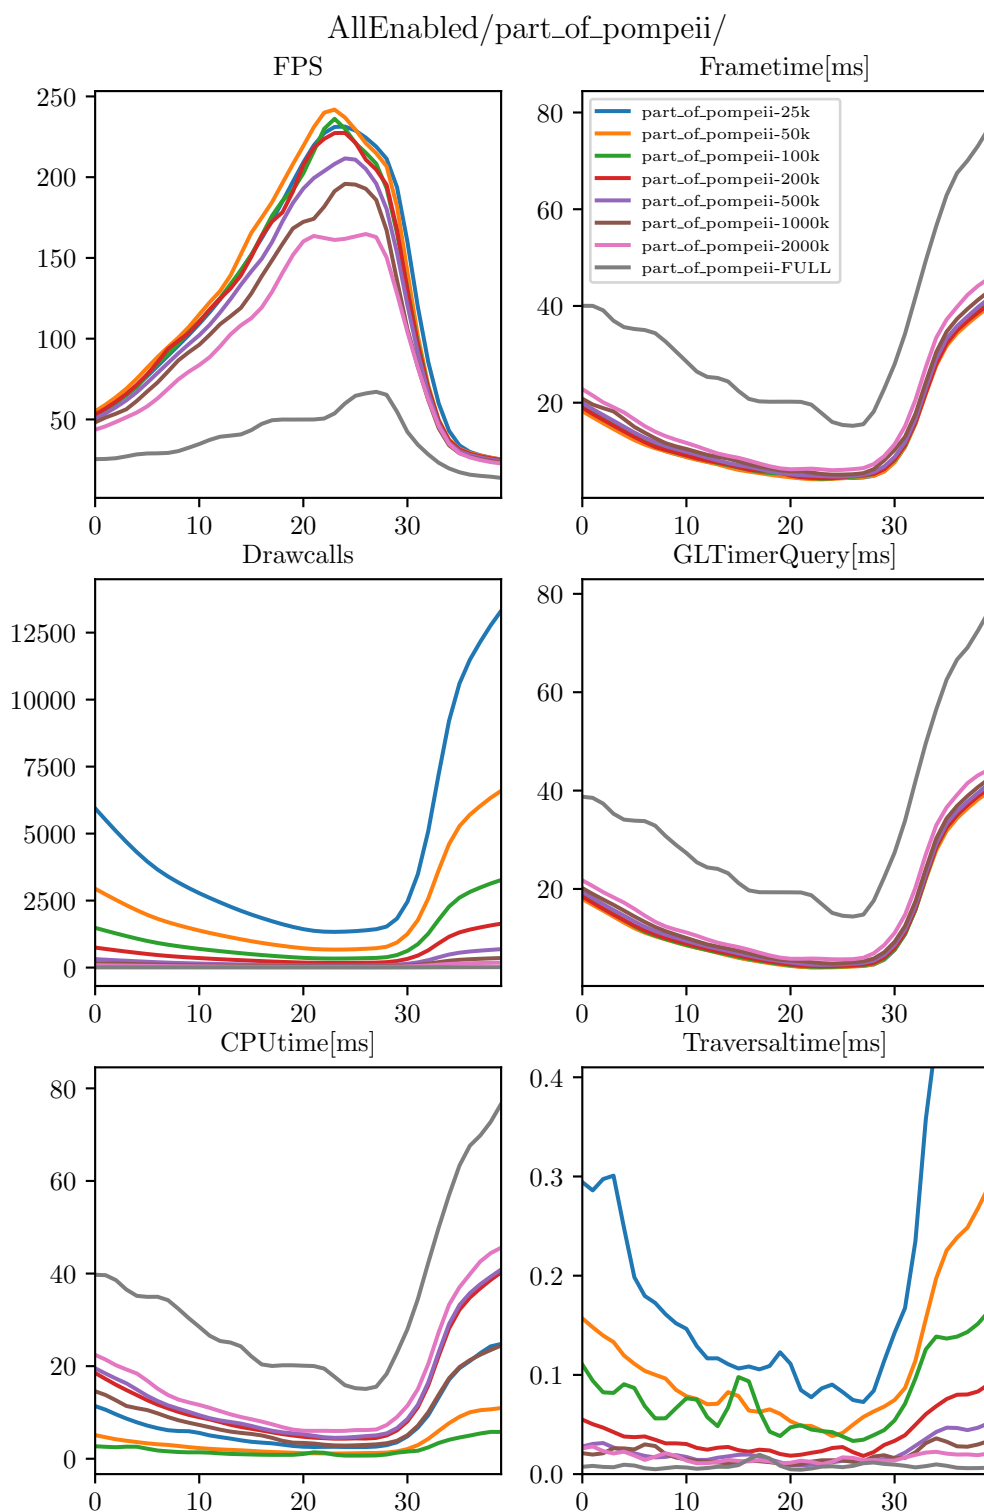 AllEnabled/part_of_pompeii/
FPS
250
200
150
100
50
0 10 20 30
Frametime[ms]
80
60
40
20
0 10 20 30
part_of_pompeii-25k
part_of_pompeii-50k
part_of_pompeii-100k
part_of_pompeii-200k
part_of_pompeii-500k
part_of_pompeii-1000k
part_of_pompeii-2000k
part_of_pompeii-FULL
Drawcalls
12500
10000
7500
5000
2500
0
0 10 20 30
GLTimerQuery[ms]
80
60
40
20
0 10 20 30
CPUtime[ms]
80
60
40
20
0
0 10 20 30
Traversaltime[ms]
0.4
0.3
0.2
0.1
0.0
0 10 20 30